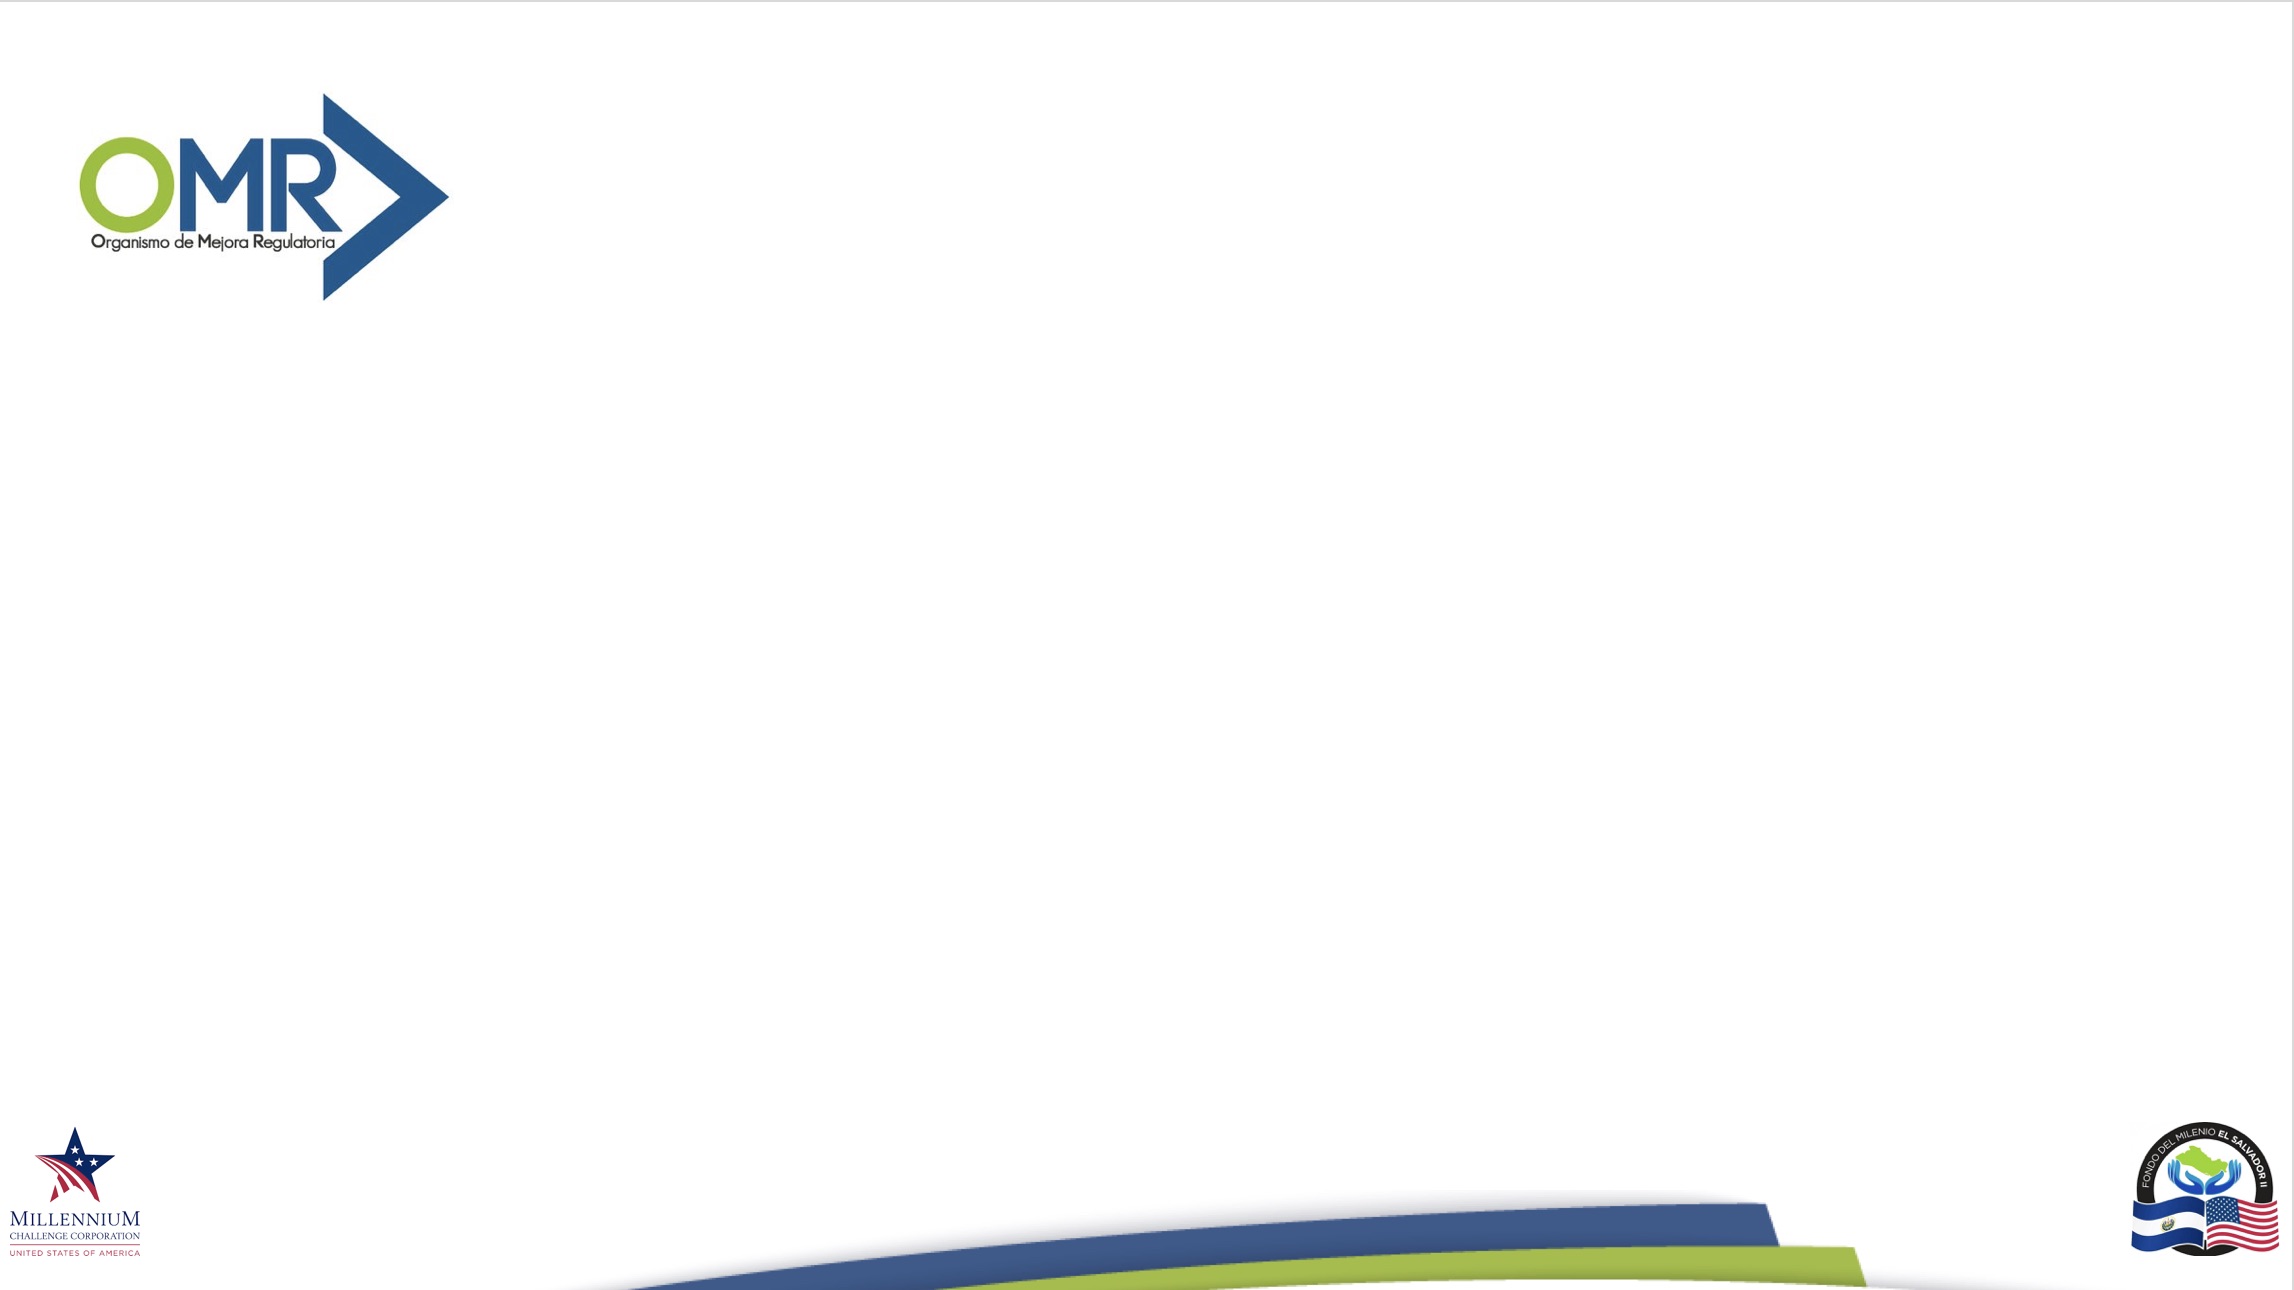 OMR
Organismo de Mejora Regulatoria
MILLENNIUM
CHALLENGE CORPORATION
UNITED STATES OF AMERICA
FONDO DEL MILENIO EL SALVADOR II